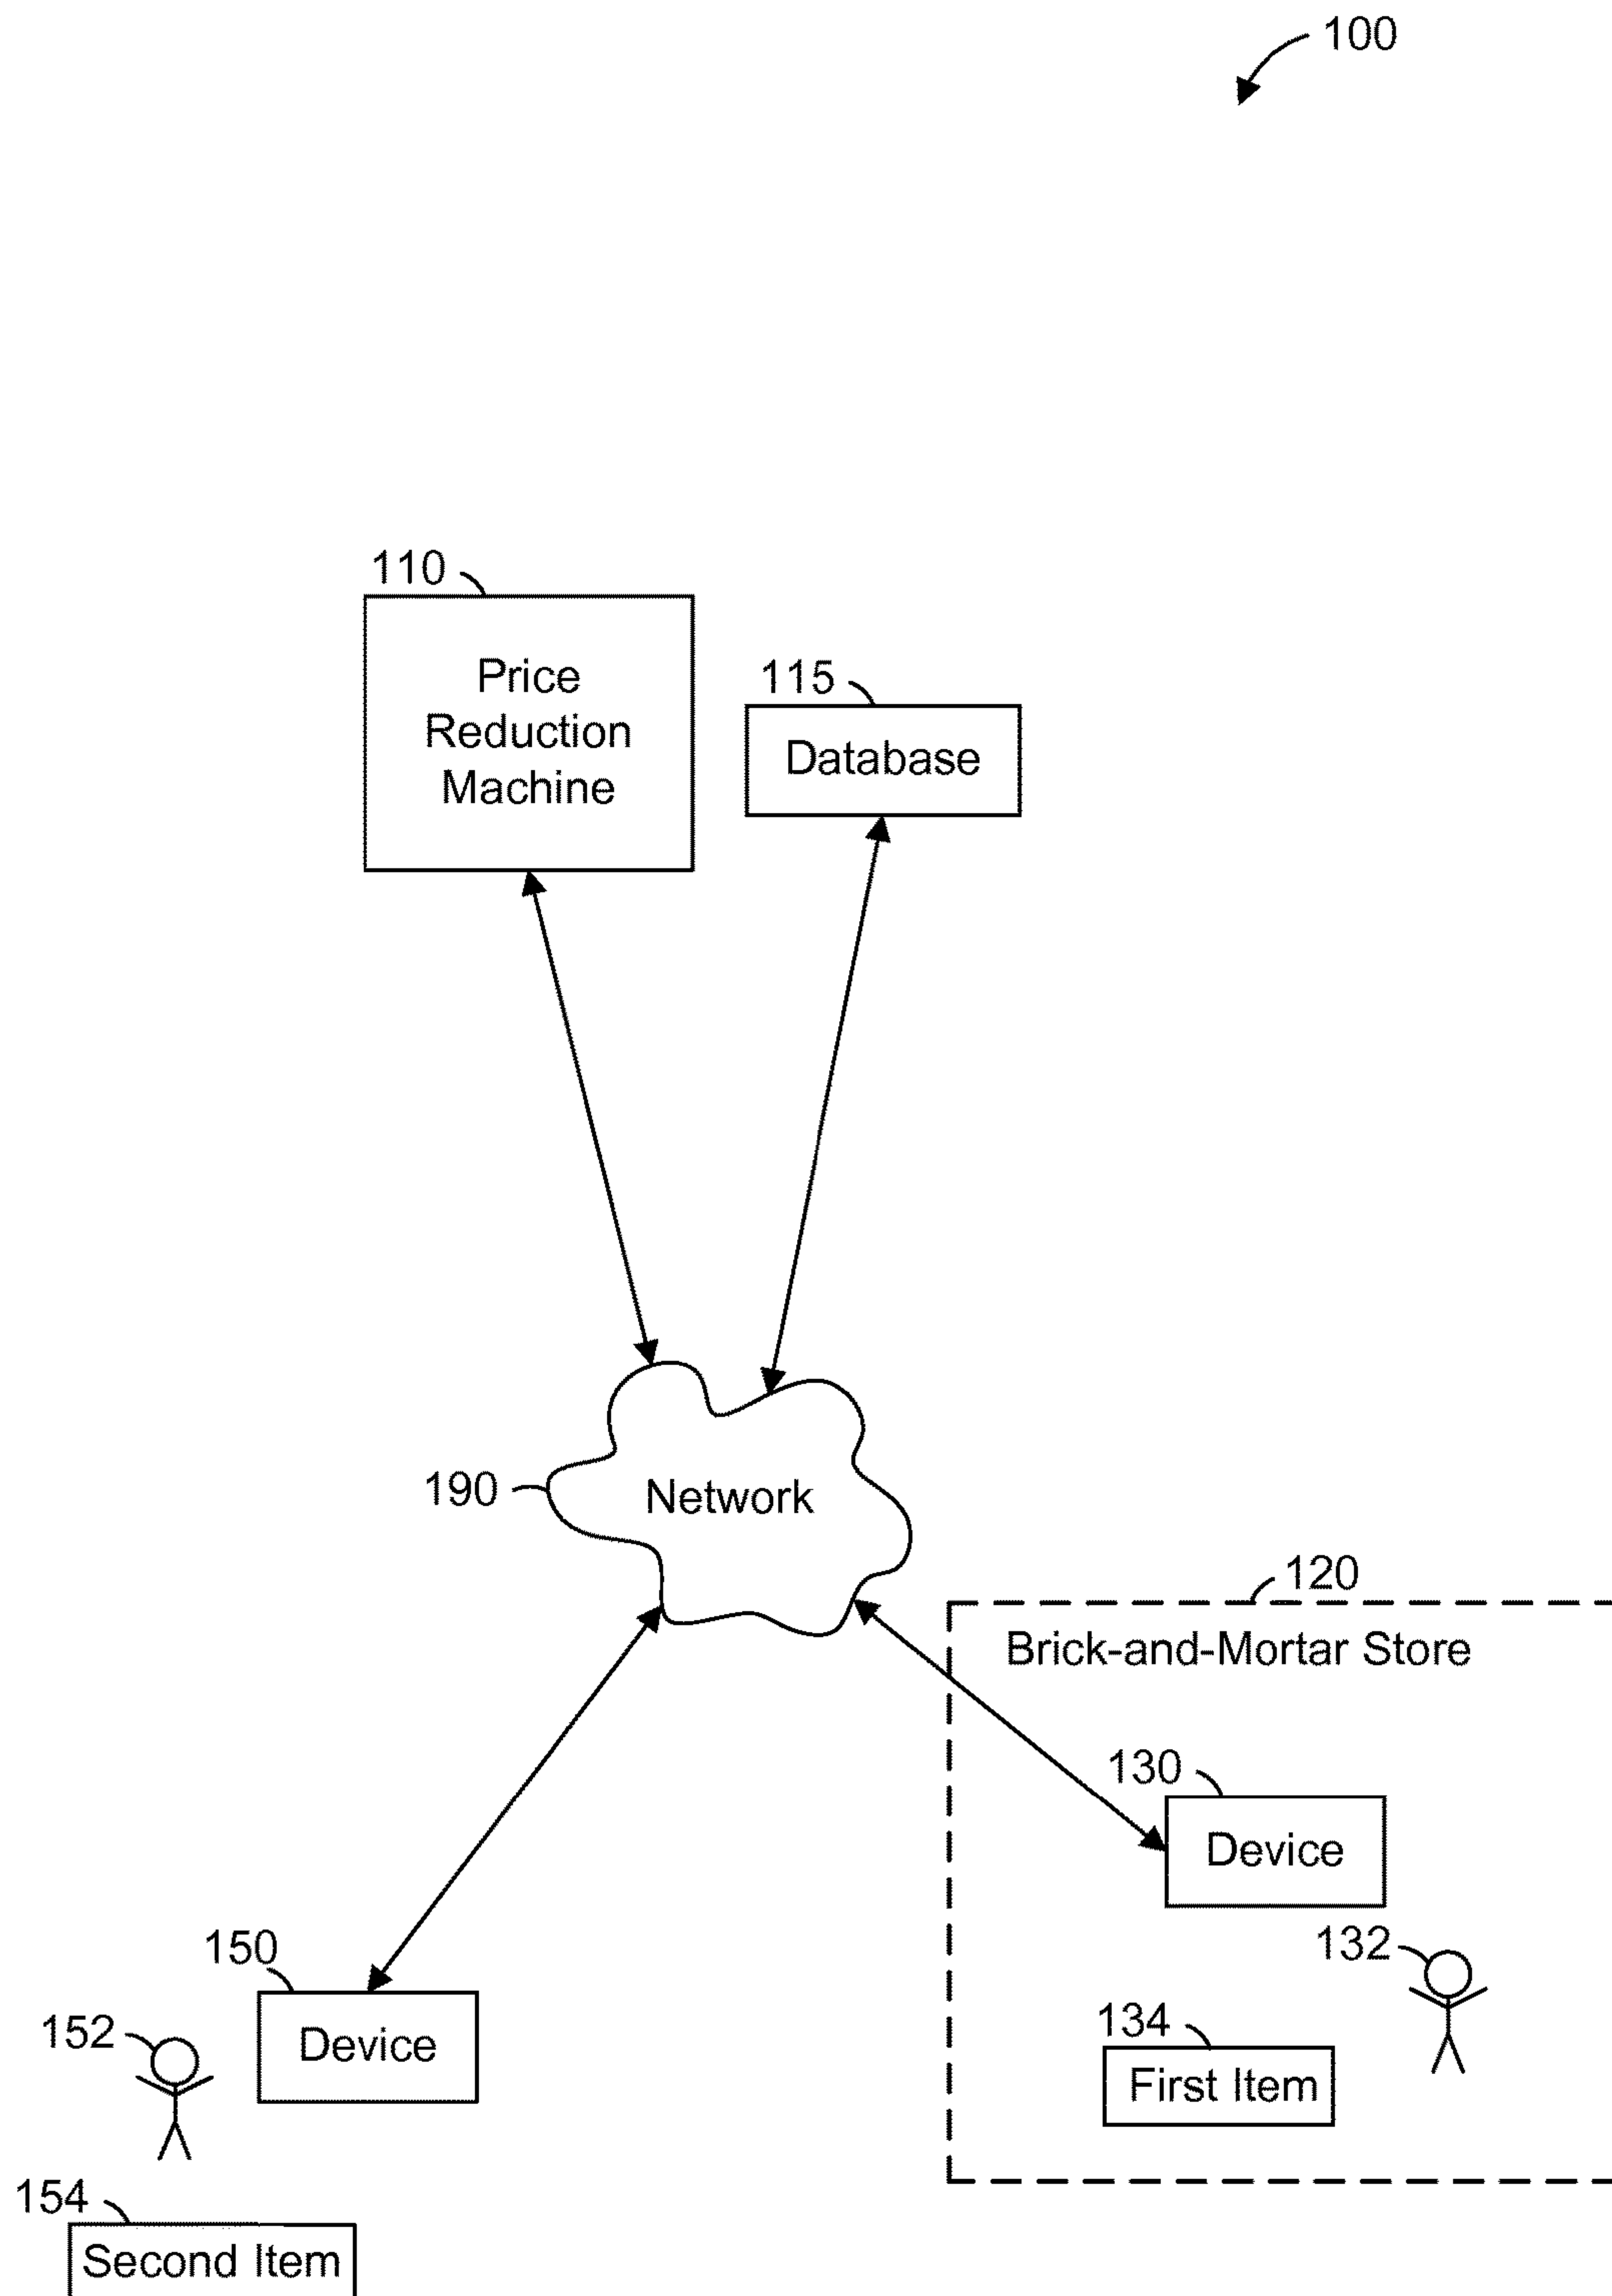 100
110
Price
Reduction
Machine
115
Database
190
Network
120
Brick-and-Mortar Store
130
Device
132
134
First Item
150
Device
152
154
Second Item